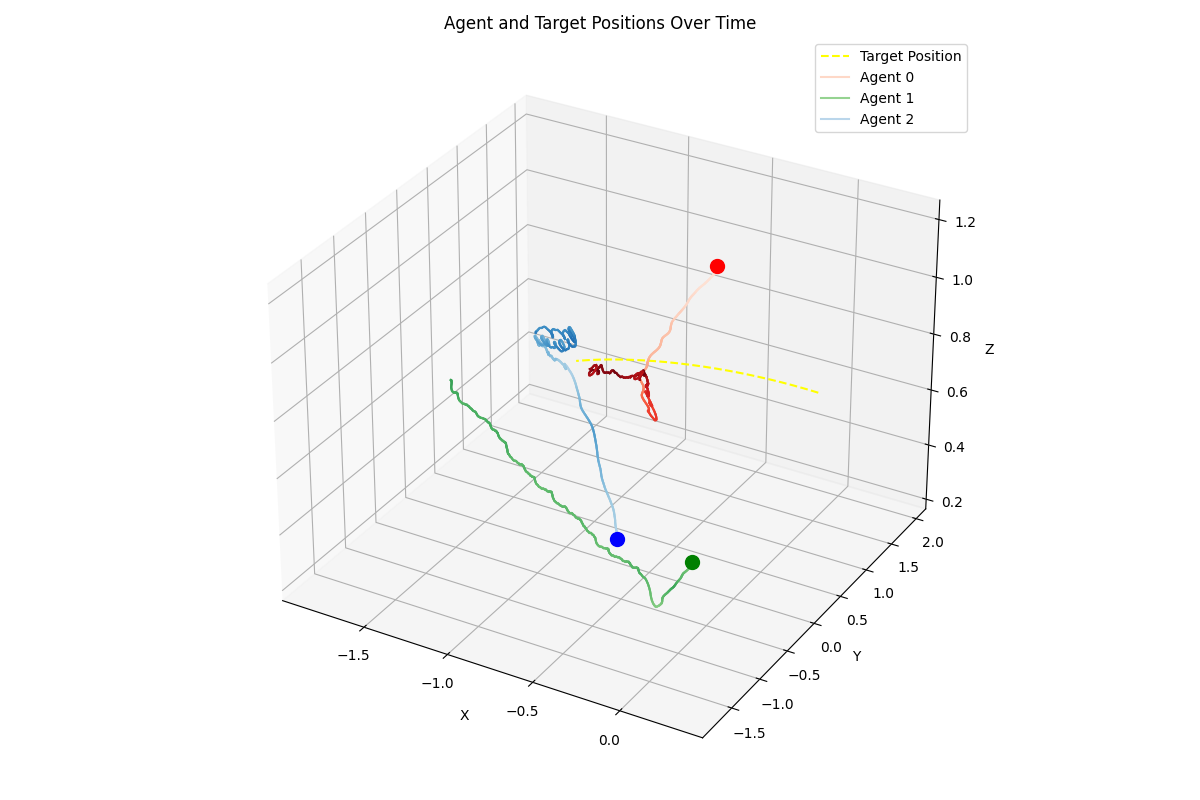 Agent and Target Positions Over Time
Target Position
Agent 0
Agent 1
Agent 2
1.2
1.0
0.8
Z
0.6
0.4
0.2
2.0
1.5
1.0
0.5
0.0
Y
−0.5
−1.0
−1.5
−1.5
−1.0
X
−0.5
0.0